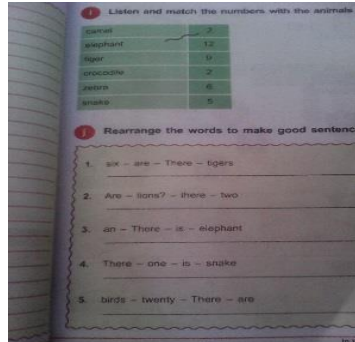 Listen and match the numbers with the animals
camel 7
elephant 12
tiger 9
crocodile 2
zebra 6
snake 5
Rearrange the words to make good sentenc
1. six – are – There – tigers
2. Are – lions? – there – two
3. an – There – is – elephant
4. There – one – is – snake
5. birds – twenty – There – are